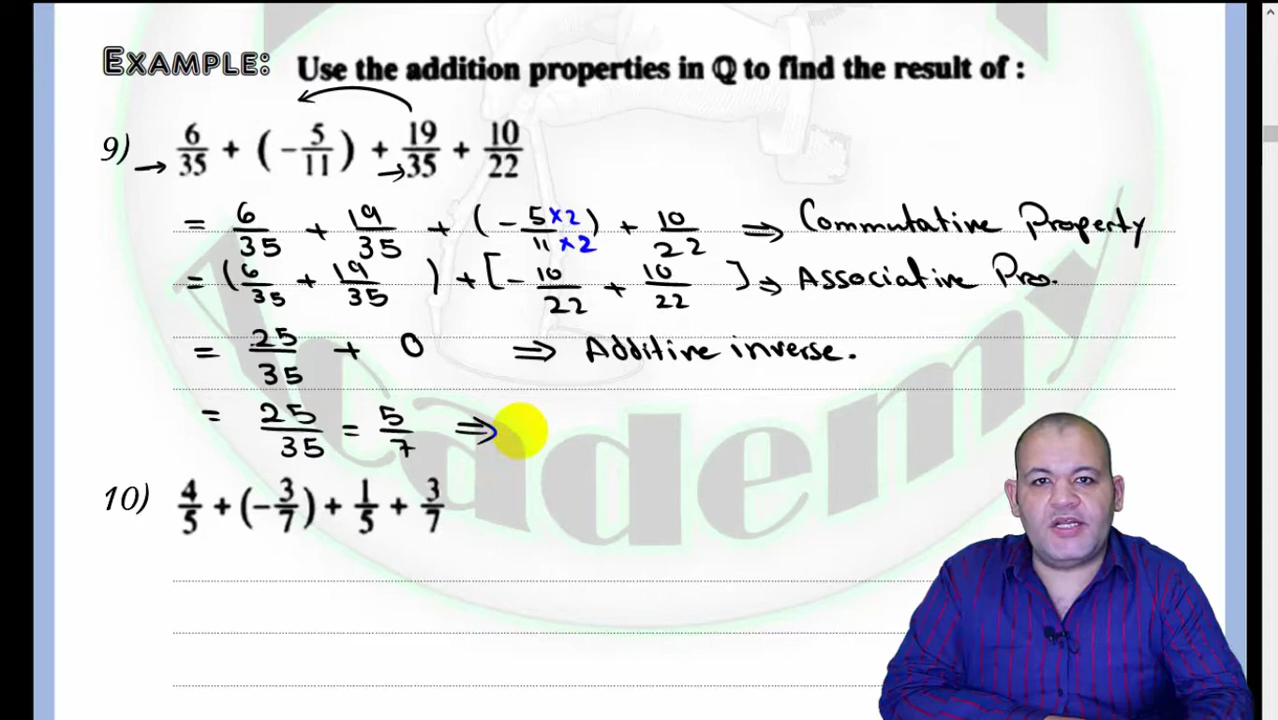 EXAMPLE: Use the addition properties in Q to find the result of :
9) → 6/35 + (-5/11) + 19/35 + 10/22
= 6/35 + 19/35 + (- 5×2/11×2) + 10/22 ⇒ Commutative Property
= (6/35 + 19/35) + [- 10/22 + 10/22] ⇒ Associative Pro.
= 25/35 + 0 ⇒ Additive inverse.
= 25/35 = 5/7 ⇒
10) 4/5 + (-3/7) + 1/5 + 3/7
cademy